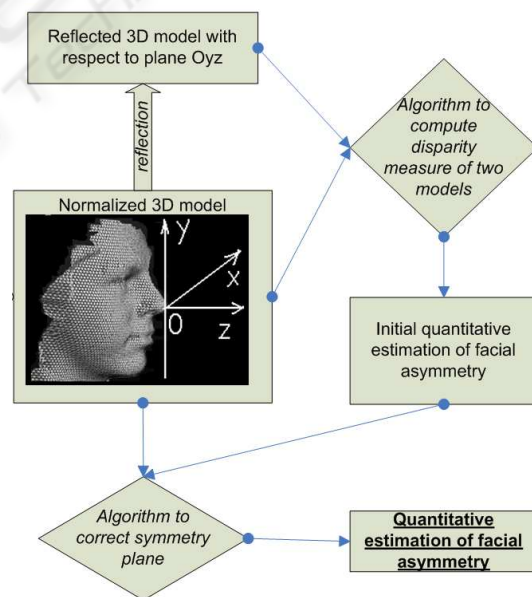 Reflected 3D model with
respect to plane Oyz
reflection
Algorithm to
compute
disparity
measure of two
models
Normalized 3D model
y
x
0
z
Initial quantitative
estimation of facial
asymmetry
Algorithm to
correct symmetry
plane
Quantitative
estimation of facial
asymmetry